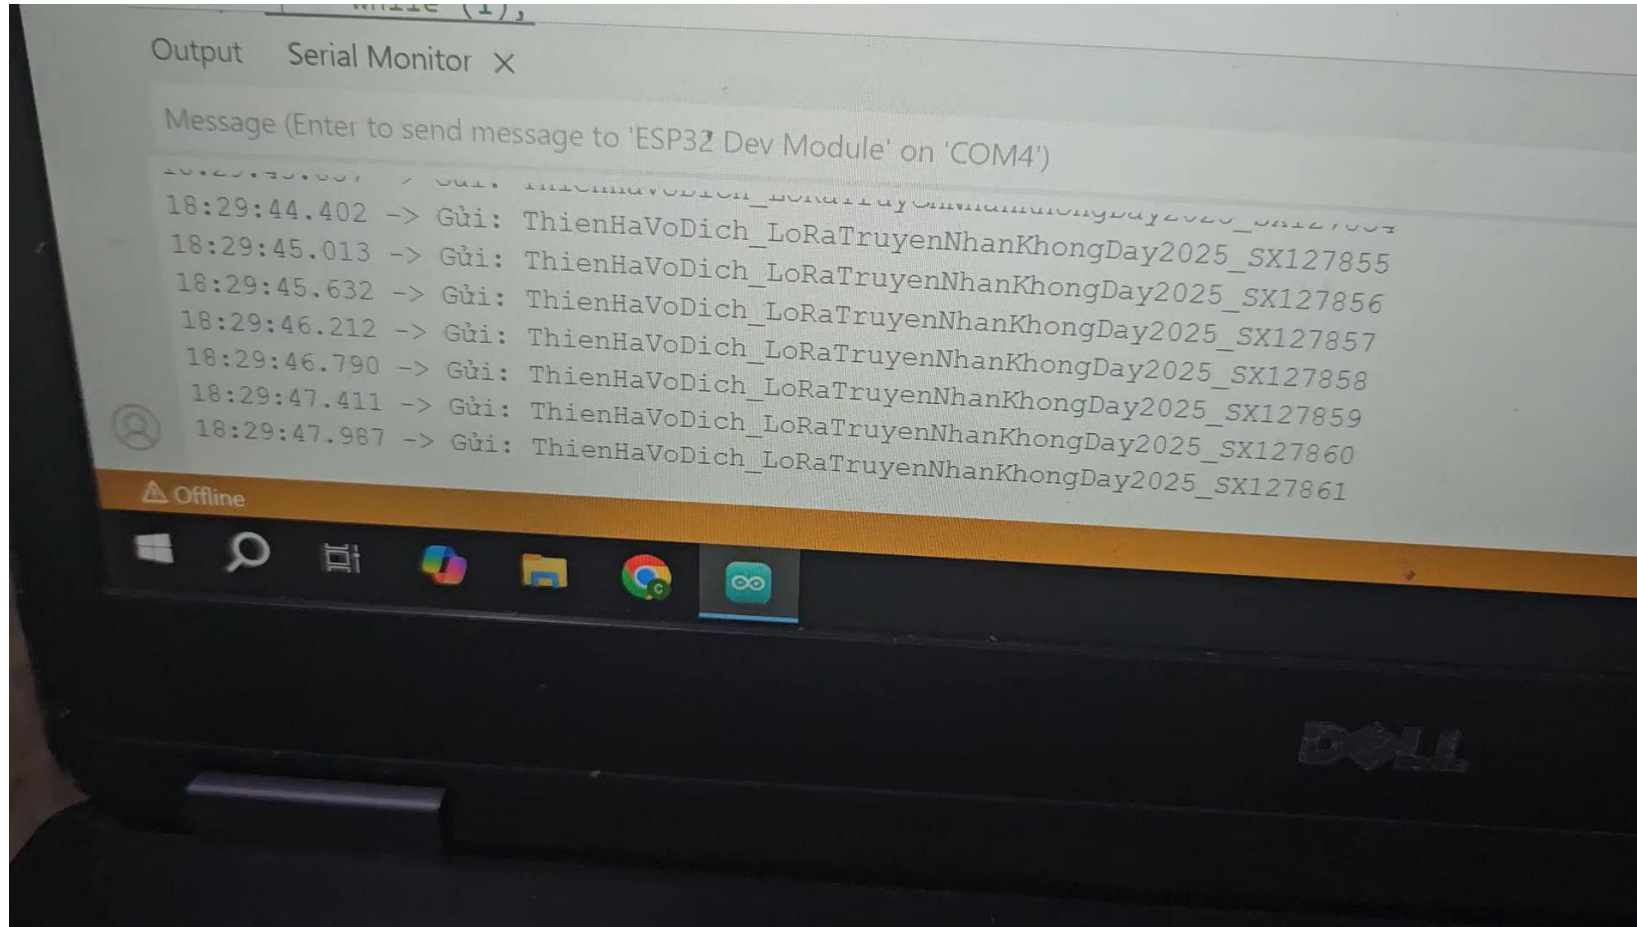 while (1);
Output Serial Monitor
Message (Enter to send message to 'ESP32 Dev Module' on 'COM4')
18:29:44.402 -> Gửi: ThienHaVoDich_LoRaTruyenNhanKhongDay2025_SX127855
18:29:45.013 -> Gửi: ThienHaVoDich_LoRaTruyenNhanKhongDay2025_SX127856
18:29:45.632 -> Gửi: ThienHaVoDich_LoRaTruyenNhanKhongDay2025_SX127857
18:29:46.212 -> Gửi: ThienHaVoDich_LoRaTruyenNhanKhongDay2025_SX127858
18:29:46.790 -> Gửi: ThienHaVoDich_LoRaTruyenNhanKhongDay2025_SX127859
18:29:47.411 -> Gửi: ThienHaVoDich_LoRaTruyenNhanKhongDay2025_SX127860
18:29:47.987 -> Gửi: ThienHaVoDich_LoRaTruyenNhanKhongDay2025_SX127861
Offline
DELL